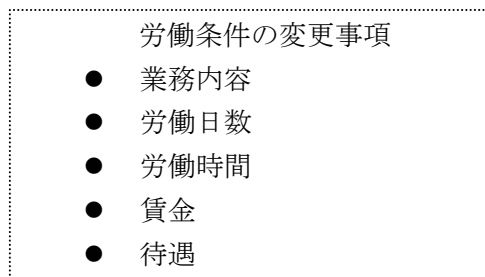 労働条件の変更事項
● 業務内容
● 労働日数
● 労働時間
● 賃金
● 待遇